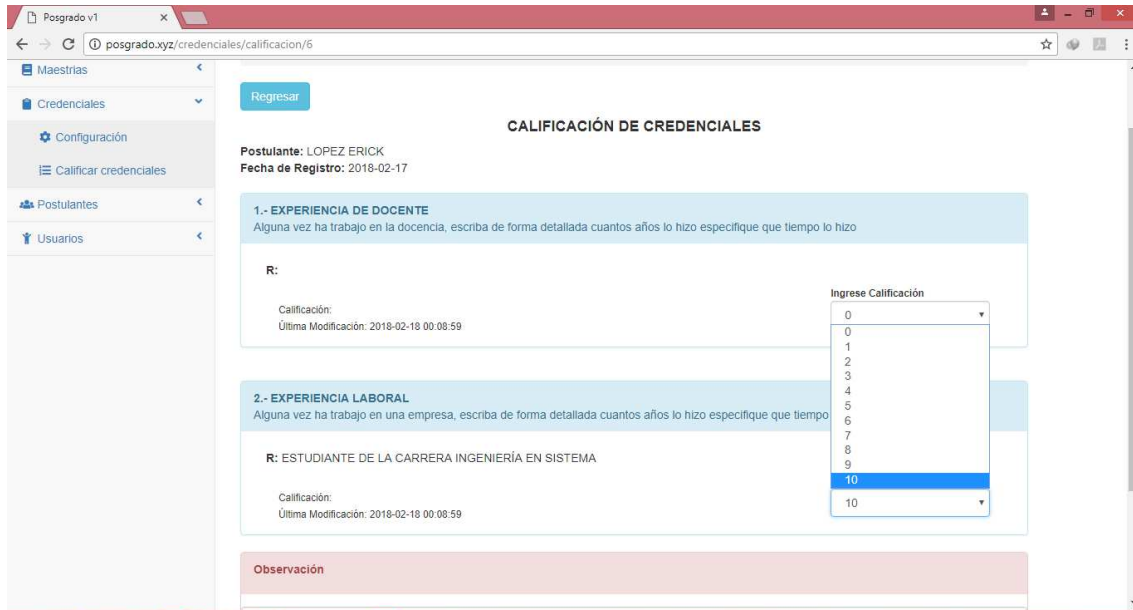 Posgrado v1
posgrado.xyz/credenciales/calificacion/6
Maestrias
Credenciales
Configuración
Calificar credenciales
Postulantes
Usuarios
Regresar
CALIFICACIÓN DE CREDENCIALES
Postulante: LOPEZ ERICK
Fecha de Registro: 2018-02-17
1.- EXPERIENCIA DE DOCENTE
Alguna vez ha trabajo en la docencia, escriba de forma detallada cuantos años lo hizo especifique que tiempo lo hizo
R:
Ingrese Calificación
Calificación:
Última Modificación: 2018-02-18 00:08:59
0
0
1
2
3
4
5
6
7
8
9
10
2.- EXPERIENCIA LABORAL
Alguna vez ha trabajo en una empresa, escriba de forma detallada cuantos años lo hizo especifique que tiempo
R: ESTUDIANTE DE LA CARRERA INGENIERÍA EN SISTEMA
Calificación:
Última Modificación: 2018-02-18 00:08:59
10
Observación